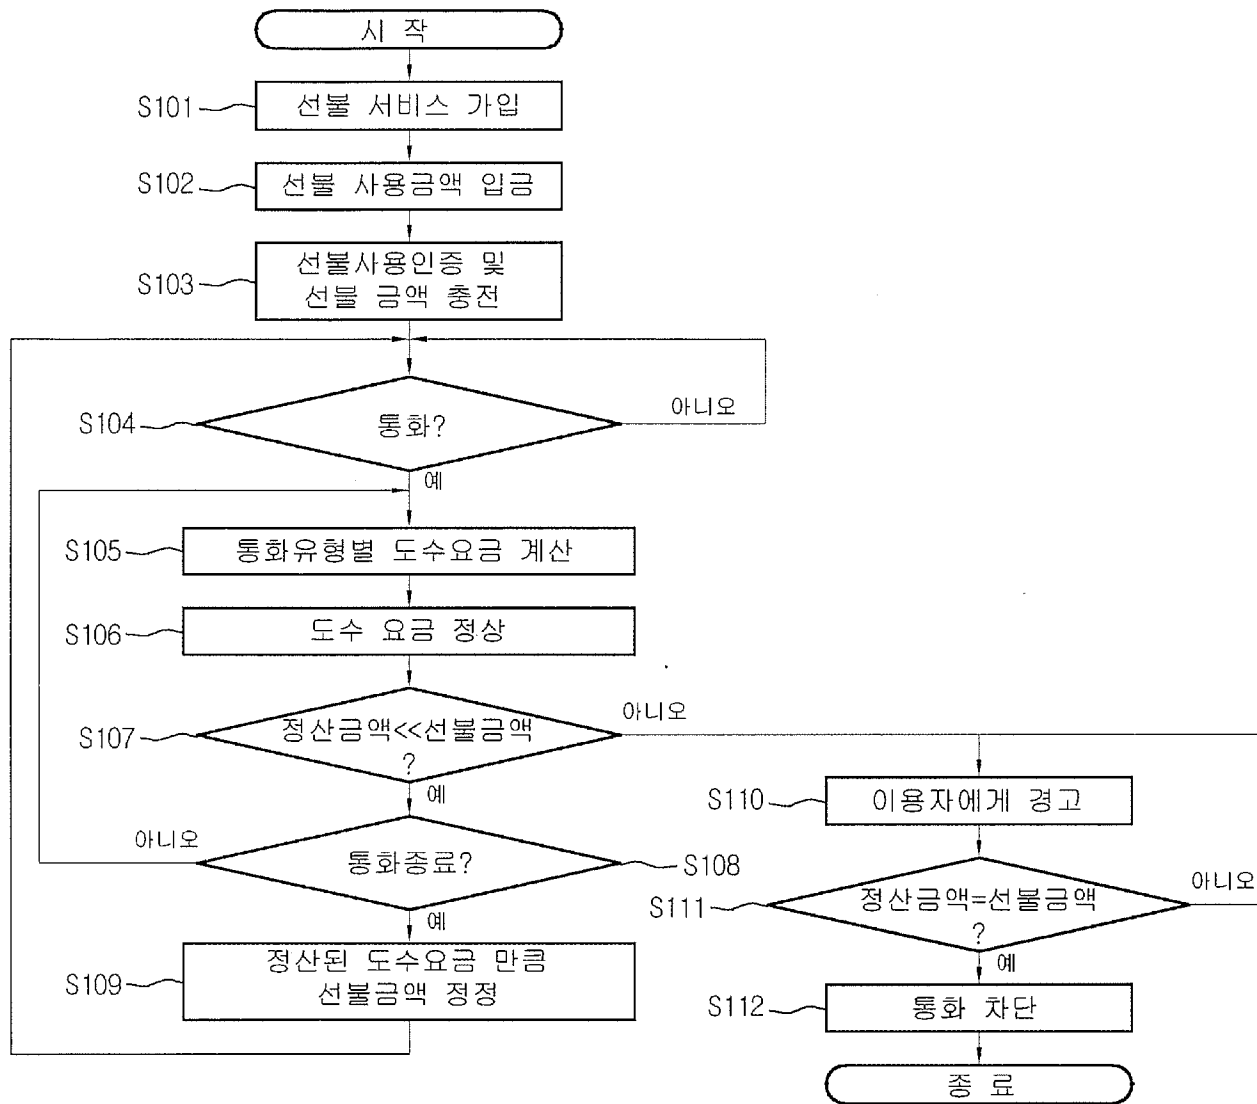 시 작
S101
선불 서비스 가입
S102
선불 사용금액 입금
S103
선불사용인증 및
선불 금액 충전
S104
통화?
아니오
예
S105
통화유형별 도수요금 계산
S106
도수 요금 정상
S107
정산금액<<선불금액
?
아니오
예
S108
통화종료?
아니오
예
S109
정산된 도수요금 만큼
선불금액 정정
S110
이용자에게 경고
S111
정산금액=선불금액
?
아니오
예
S112
통화 차단
종 료